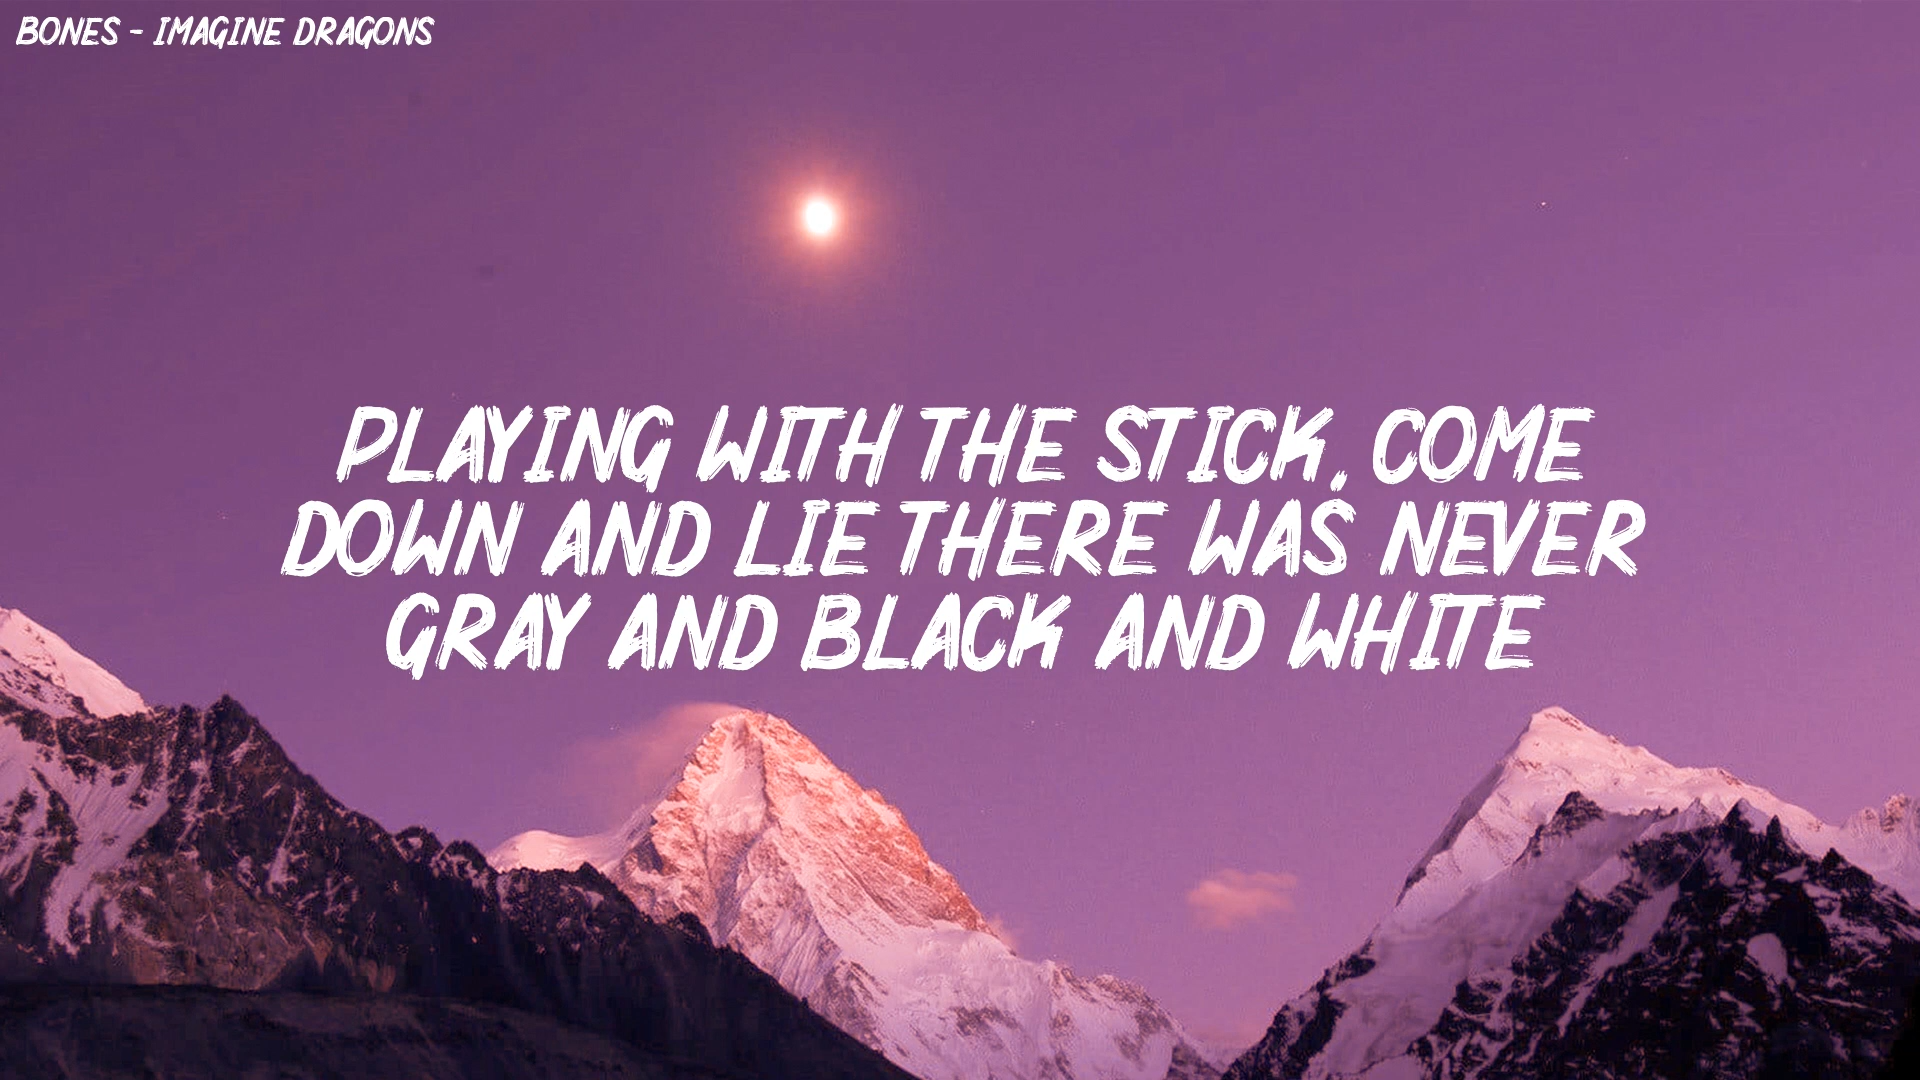 BONES - IMAGINE DRAGONS
PLAYING WITH THE STICK, COME
DOWN AND LIE THERE WAS NEVER
GRAY AND BLACK AND WHITE